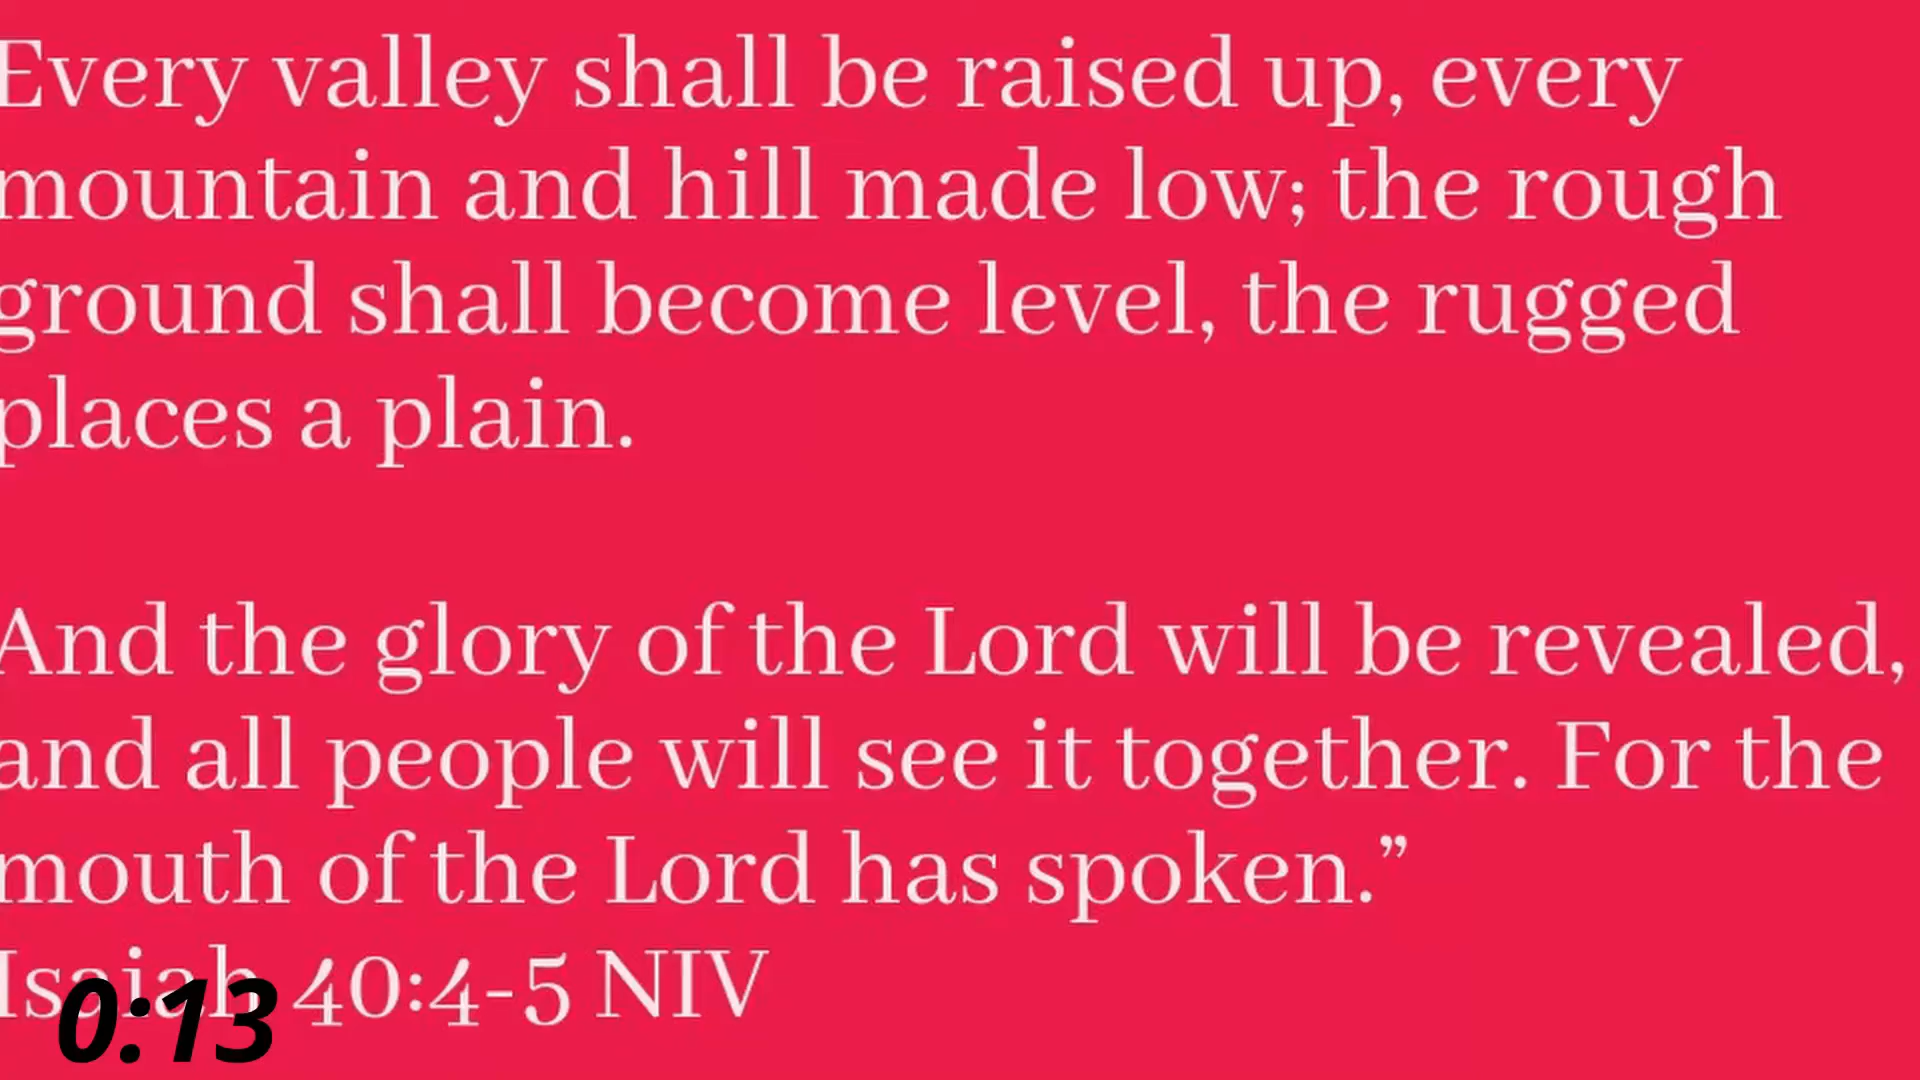 Every valley shall be raised up, every
mountain and hill made low; the rough
ground shall become level, the rugged
places a plain.
And the glory of the Lord will be revealed,
and all people will see it together. For the
mouth of the Lord has spoken.”
Isaiah 40:4-5 NIV
0:13